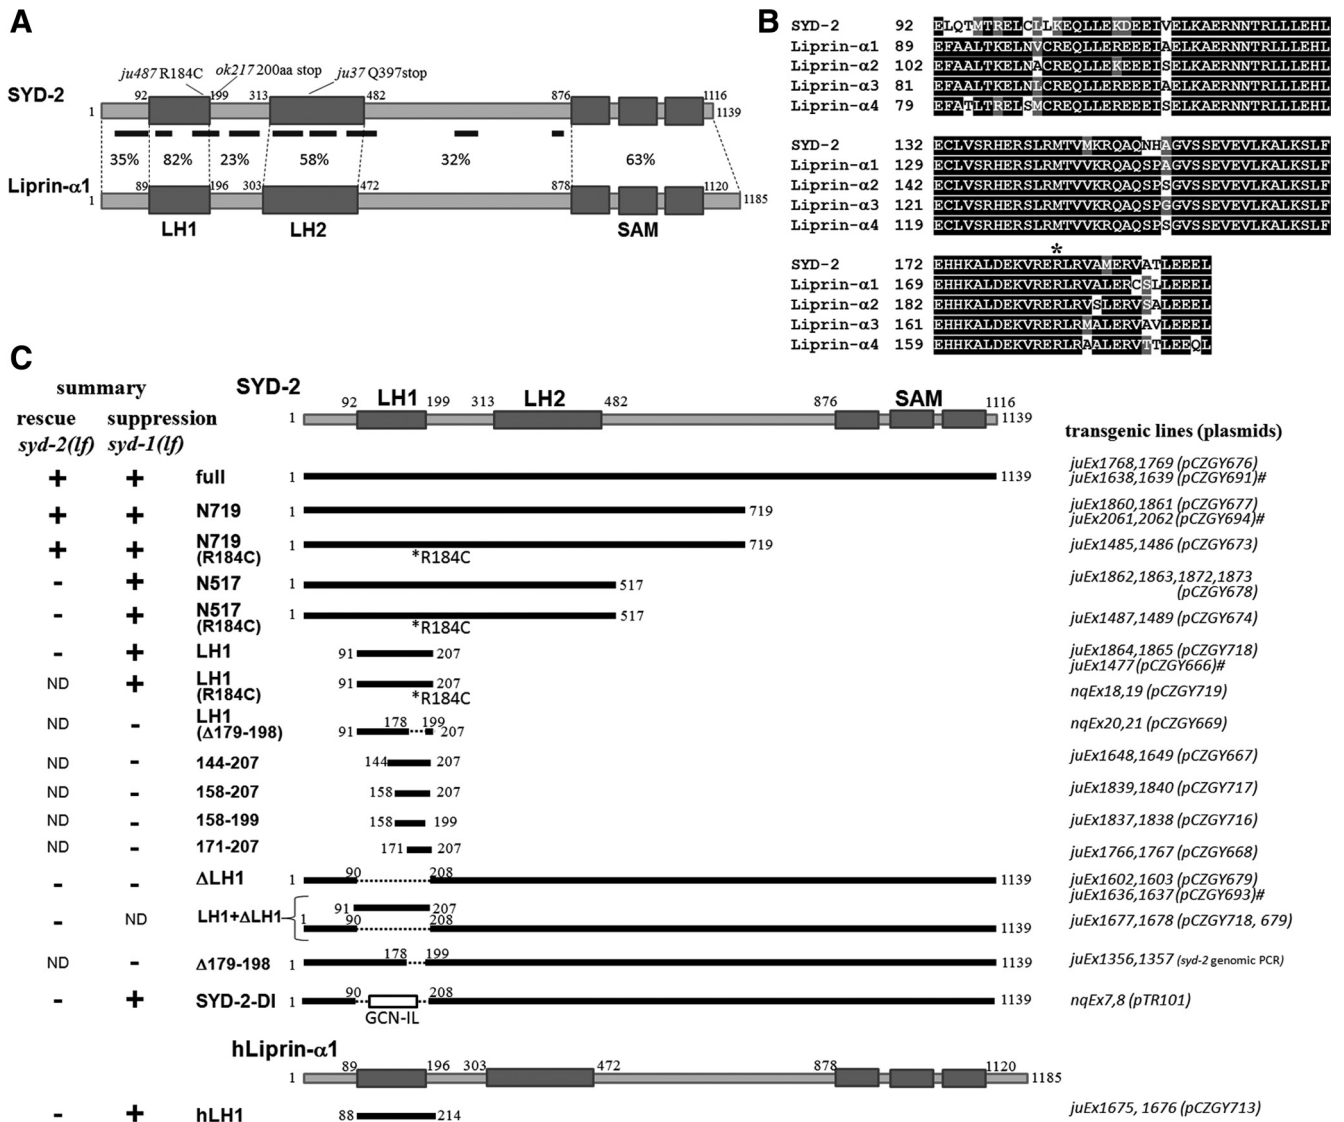 A
ju487 R184C
ok217 200aa stop
ju37 Q397stop
SYD-2
1
92
199
313
482
876
1116
1139
35%
82%
23%
58%
32%
63%
Liprin-α1
1
89
196
303
472
878
1120
1185
LH1
LH2
SAM
B
SYD-2 92 ELQTMTRELCLLKEQLLEKDEEIVELKAERNNTRLLLEHL
Liprin-α1 89 EFAALTKELNVCREQLLEREEEIAELKAERNNTRLLLEHL
Liprin-α2 102 EFAALTKELNACREQLLEKEEEISELKAERNNTRLLLEHL
Liprin-α3 81 EFAALTKELNLCREQLLEREEEIAELKAERNNTRLLLEHL
Liprin-α4 79 EFATLTRELSMCREQLLEREEEISELKAERNNTRLLLEHL
SYD-2 132 ECLVSRHERSLRMTVMKRQAQNHAGVSSEVEVLKALKSLF
Liprin-α1 129 ECLVSRHERSLRMTVVKRQAQSPAGVSSEVEVLKALKSLF
Liprin-α2 142 ECLVSRHERSLRMTVVKRQAQSPSGVSSEVEVLKALKSLF
Liprin-α3 121 ECLVSRHERSLRMTVVKRQAQSPGGVSSEVEVLKALKSLF
Liprin-α4 119 ECLVSRHERSLRMTVVKRQAQSPSGVSSEVEVLKALKSLF
*
SYD-2 172 EHHKALDEKVRERLRVAMERVATLEEEL
Liprin-α1 169 EHHKALDEKVRERLRVALERCSLLEEEL
Liprin-α2 182 EHHKALDEKVRERLRVSLERVSALEEEL
Liprin-α3 161 EHHKALDEKVRERLRMALERVAVLEEEL
Liprin-α4 159 EHHKALDEKVRERLRAALERVTTLEEQL
C
summary
rescue suppression
syd-2(lf) syd-1(lf)
SYD-2
1 92 LH1 199 313 LH2 482 876 SAM 1116 1139
transgenic lines (plasmids)
+ + full 1 1139 juEx1768,1769 (pCZGY676)
juEx1638,1639 (pCZGY691)#
+ + N719 1 719 juEx1860,1861 (pCZGY677)
juEx2061,2062 (pCZGY694)#
+ + N719 (R184C) 1 *R184C 719 juEx1485,1486 (pCZGY673)
- + N517 1 517 juEx1862,1863,1872,1873
(pCZGY678)
- + N517 (R184C) 1 *R184C 517 juEx1487,1489 (pCZGY674)
- + LH1 91 207 juEx1864,1865 (pCZGY718)
juEx1477 (pCZGY666)#
ND + LH1 (R184C) 91 207 *R184C nqEx18,19 (pCZGY719)
ND - LH1 (Δ179-198) 91 178 199 207 nqEx20,21 (pCZGY669)
ND - 144-207 144 207 juEx1648,1649 (pCZGY667)
ND - 158-207 158 207 juEx1839,1840 (pCZGY717)
ND - 158-199 158 199 juEx1837,1838 (pCZGY716)
ND - 171-207 171 207 juEx1766,1767 (pCZGY668)
- - ΔLH1 1 90 208 1139 juEx1602,1603 (pCZGY679)
juEx1636,1637 (pCZGY693)#
- ND LH1+ΔLH1 91 207 1 90 208 1139 juEx1677,1678 (pCZGY718, 679)
ND - Δ179-198 1 178 199 1139 juEx1356,1357 (syd-2 genomic PCR)
- + SYD-2-DI 1 90 208 1139 nqEx7,8 (pTR101)
GCN-IL
hLiprin-α1
1 89 196 303 472 878 1120 1185
- + hLH1 88 214 juEx1675, 1676 (pCZGY713)